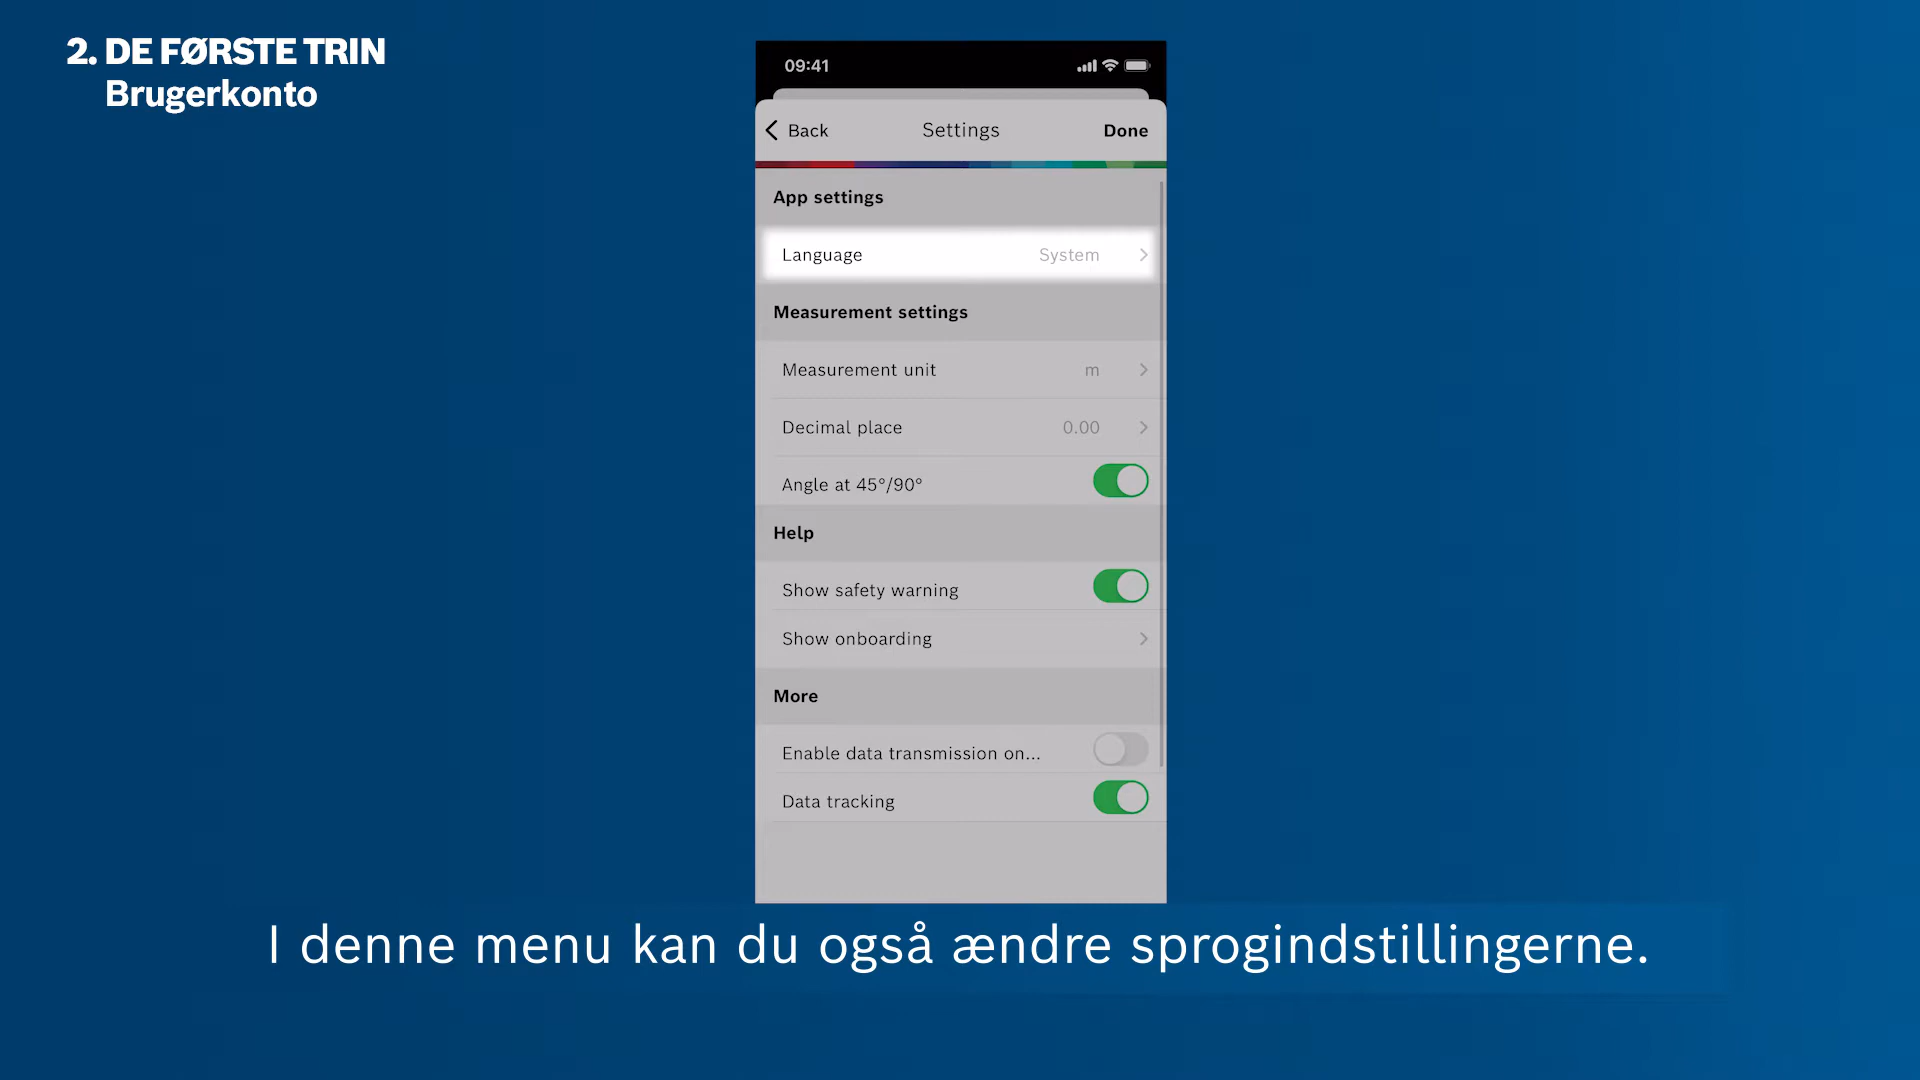 2. DE FØRSTE TRIN
Brugerkonto
09:41
Back Settings Done
App settings
Language System
Measurement settings
Measurement unit m
Decimal place 0.00
Angle at 45°/90°
Help
Show safety warning
Show onboarding
More
Enable data transmission on...
Data tracking
I denne menu kan du også ændre sprogindstillingerne.